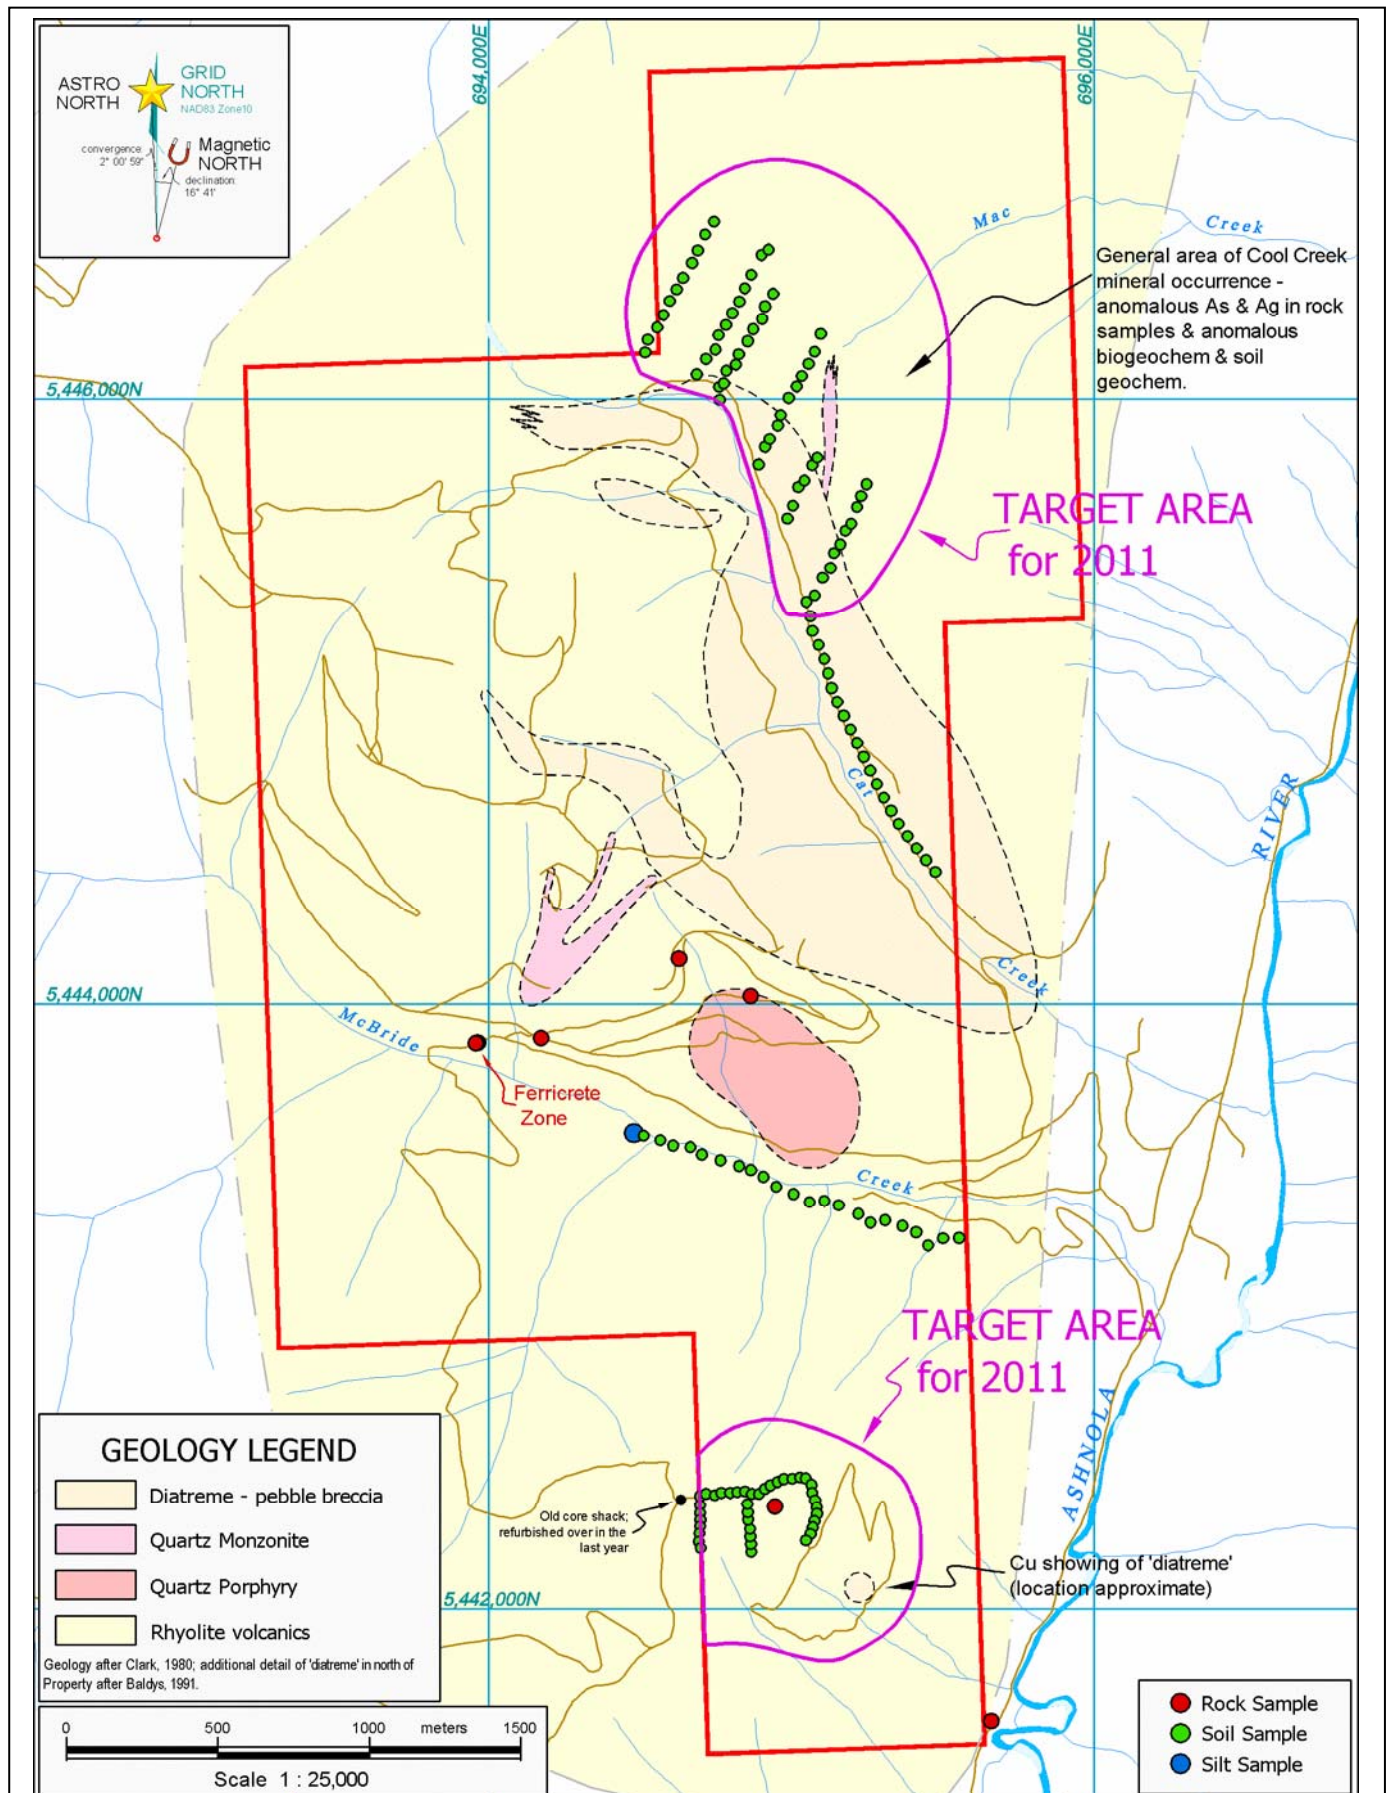 ASTRO
NORTH
GRID
NORTH
NAD83 Zone10
convergence:
2° 00' 59"
Magnetic
NORTH
declination:
16° 41'
694,000E
696,000E
Mac
Creek
General area of Cool Creek
mineral occurrence -
anomalous As & Ag in rock
samples & anomalous
biogeochem & soil
geochem.
5,446,000N
TARGET AREA
for 2011
Cat
RIVER
Creek
5,444,000N
McBride
Ferricrete
Zone
Creek
TARGET AREA
for 2011
ASHNOLA
GEOLOGY LEGEND
Diatreme - pebble breccia
Quartz Monzonite
Quartz Porphyry
Rhyolite volcanics
Geology after Clark, 1980; additional detail of 'diatreme' in north of
Property after Baldys, 1991.
Old core shack;
refurbished over in the
last year
Cu showing of 'diatreme'
(location approximate)
5,442,000N
0 500 1000 meters 1500
Scale 1 : 25,000
Rock Sample
Soil Sample
Silt Sample